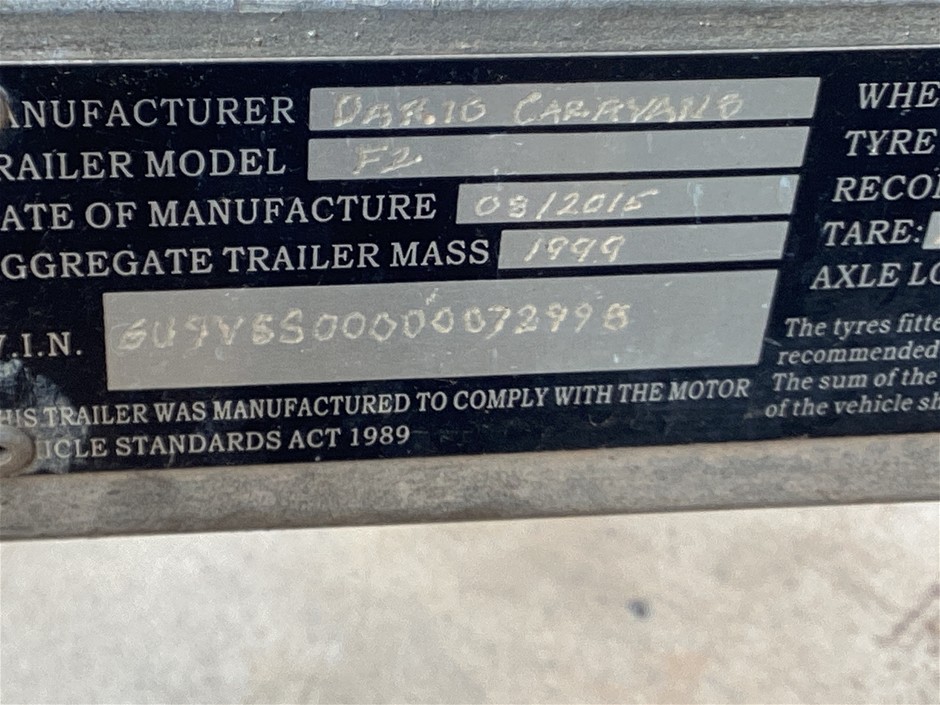 ANUFACTURER DARIO CARAVANS
RAILER MODEL F2
ATE OF MANUFACTURE 03/2015
GGREGATE TRAILER MASS 1999
.I.N.
THIS TRAILER WAS MANUFACTURED TO COMPLY WITH THE MOTOR
ICLE STANDARDS ACT 1989
WHE
TYRE
RECO
TARE:
AXLE LO
The tyres fitte
recommended
The sum of the
of the vehicle sh